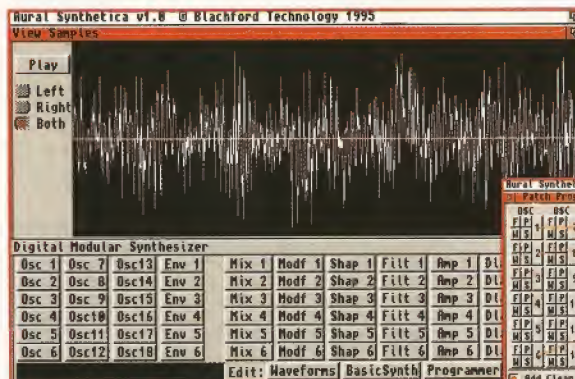 Aural Synthetica v1.0 © Blachford Technology 1995
View Samples
Play
Left
Right
Both
Digital Modular Synthesizer
Osc 1 Osc 7 Osc13 Env 1 Mix 1 Modf 1 Shap 1 Filt 1 Amp 1
Osc 2 Osc 8 Osc14 Env 2 Mix 2 Modf 2 Shap 2 Filt 2 Amp 2
Osc 3 Osc 9 Osc15 Env 3 Mix 3 Modf 3 Shap 3 Filt 3 Amp 3
Osc 4 Osc10 Osc16 Env 4 Mix 4 Modf 4 Shap 4 Filt 4 Amp 4
Osc 5 Osc11 Osc17 Env 5 Mix 5 Modf 5 Shap 5 Filt 5 Amp 5
Osc 6 Osc12 Osc18 Env 6 Mix 6 Modf 6 Shap 6 Filt 6 Amp 6
Edit: Waveforms BasicSynth Programmer
Aural Synthe
Patch Pro
OSC OSC
F P 1 F P
M S M S
F P 2 F P
M S M S
F P 3 F P
M S M S
F P 4 F P
M S M S
F P 5 F P
M S M S
F P 6 F P
M S M S